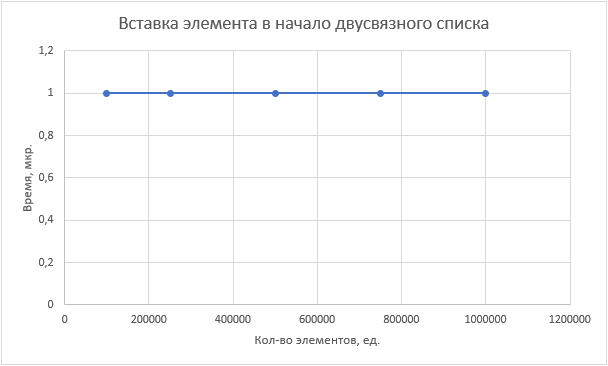 Вставка элемента в начало двусвязного списка
1,2
1
0,8
0,6
0,4
0,2
0
Время, мкр.
0 200000 400000 600000 800000 1000000 1200000
Кол-во элементов, ед.